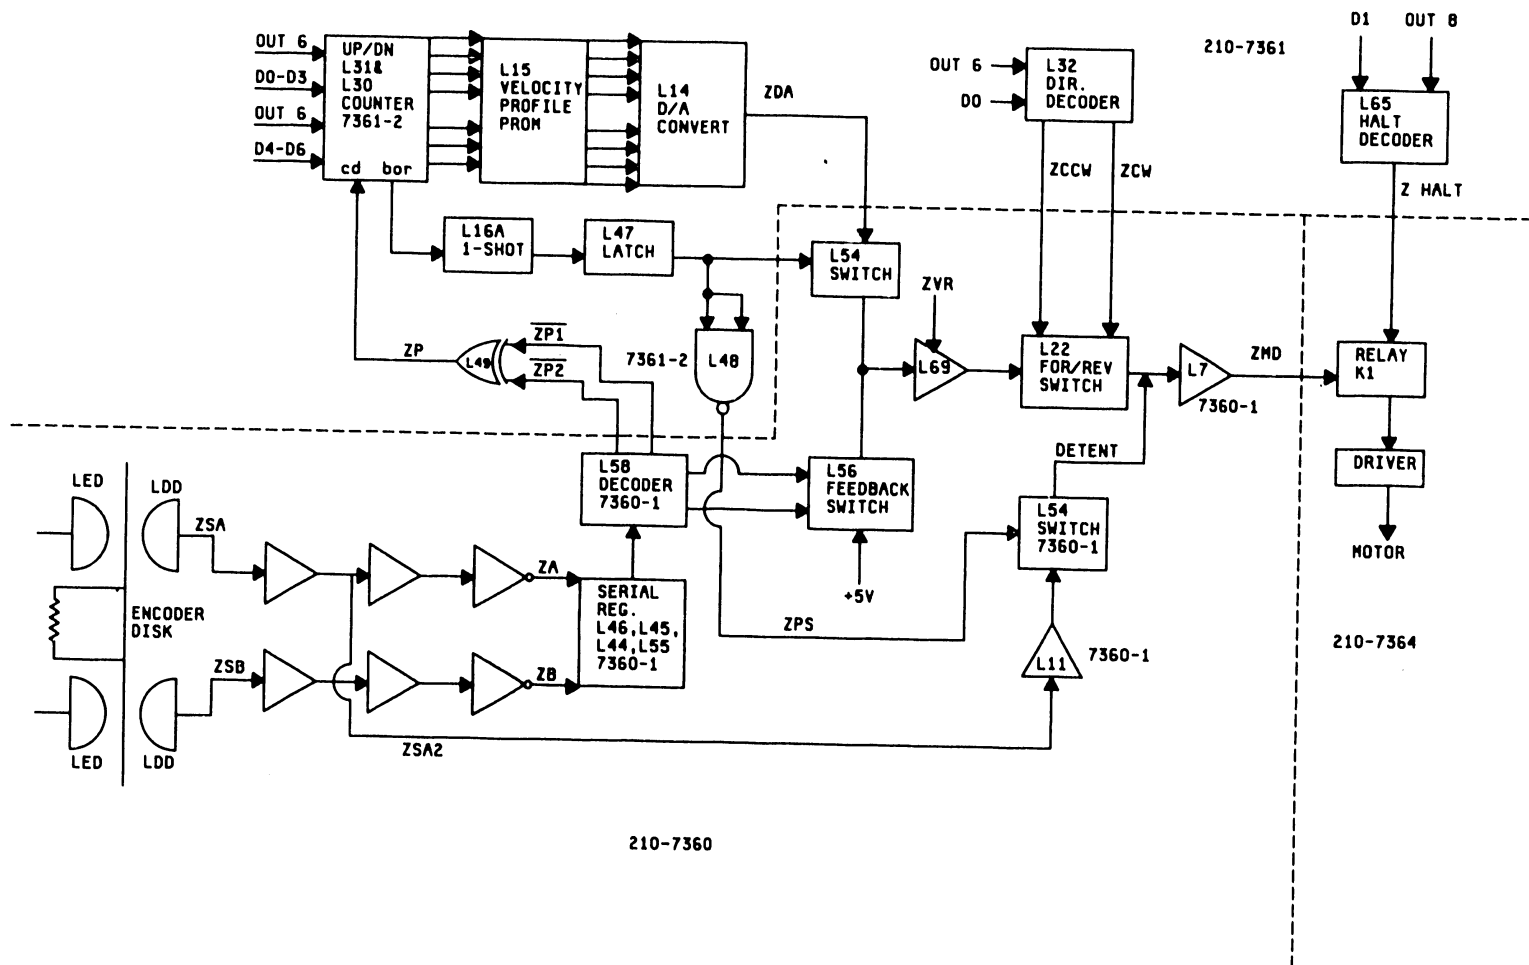 D1
OUT 8
OUT 6
D0-D3
OUT 6
D4-D6
UP/DN
L31&
L30
COUNTER
7361-2
cd bor
L15
VELOCITY
PROFILE
PROM
L14
D/A
CONVERT
ZDA
OUT 6
DO
L32
DIR.
DECODER
210-7361
L65
HALT
DECODER
ZCCW
ZCW
Z HALT
L16A
1-SHOT
L47
LATCH
L54
SWITCH
ZVR
ZP
L49
ZP1
ZP2
7361-2
L48
L69
L22
FOR/REV
SWITCH
L7
7360-1
ZMD
RELAY
K1
DRIVER
MOTOR
LED
LDD
ZSA
L58
DECODER
7360-1
L56
FEEDBACK
SWITCH
+5V
DETENT
L54
SWITCH
7360-1
ENCODER
DISK
ZA
SERIAL
REG.
L46,L45,
L44,L55
7360-1
ZPS
ZSB
ZB
L11
7360-1
210-7364
LED
LDD
ZSA2
210-7360